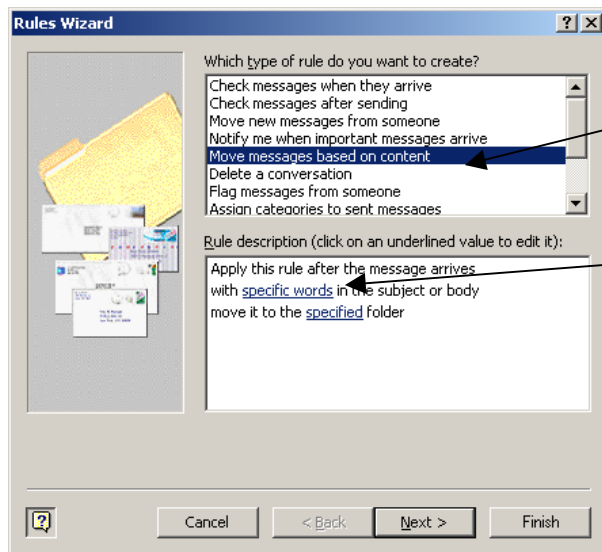 Rules Wizard
Which type of rule do you want to create?
Check messages when they arrive
Check messages after sending
Move new messages from someone
Notify me when important messages arrive
Move messages based on content
Delete a conversation
Flag messages from someone
Assign categories to sent messages
Rule description (click on an underlined value to edit it):
Apply this rule after the message arrives
with specific words in the subject or body
move it to the specified folder
Cancel
< Back
Next >
Finish